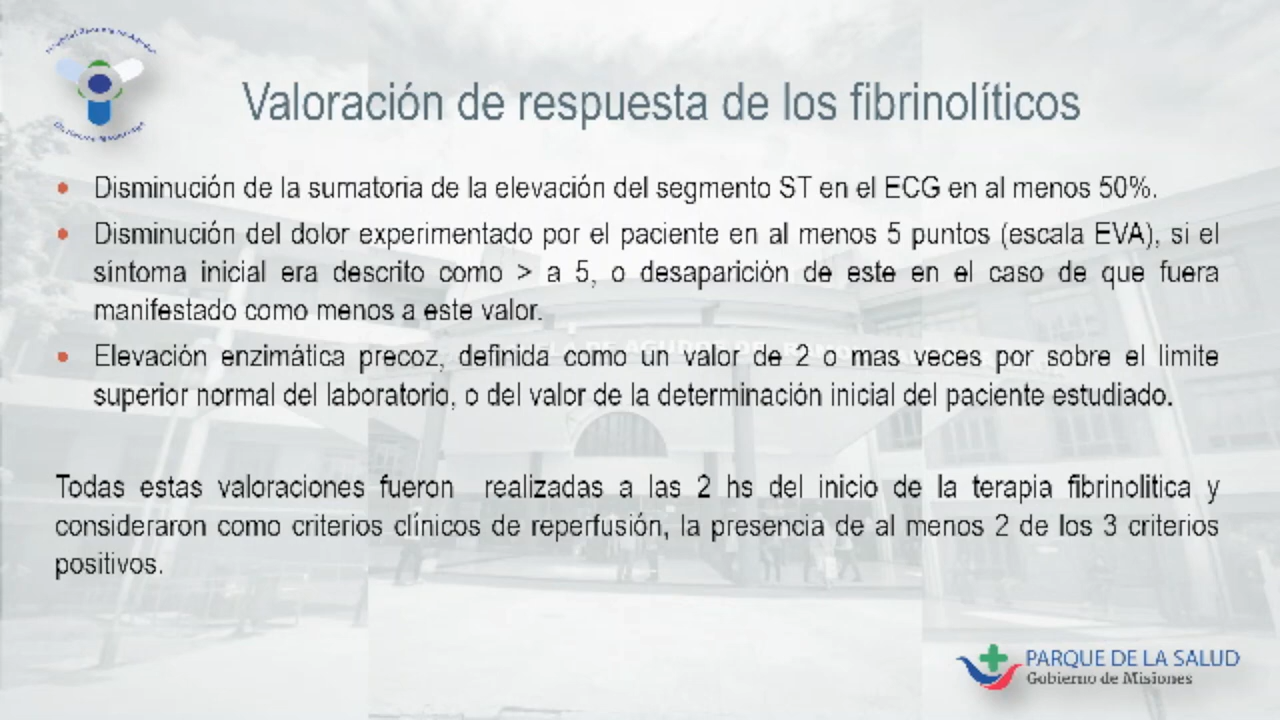 Valoración de respuesta de los fibrinolíticos
Disminución de la sumatoria de la elevación del segmento ST en el ECG en al menos 50%.
Disminución del dolor experimentado por el paciente en al menos 5 puntos (escala EVA), si el
síntoma inicial era descrito como > a 5, o desaparición de este en el caso de que fuera
manifestado como menos a este valor.
Elevación enzimática precoz, definida como un valor de 2 o mas veces por sobre el limite
superior normal del laboratorio, o del valor de la determinación inicial del paciente estudiado.
Todas estas valoraciones fueron realizadas a las 2 hs del inicio de la terapia fibrinolitica y
consideraron como criterios clínicos de reperfusión, la presencia de al menos 2 de los 3 criterios
positivos.
PARQUE DE LA SALUD
Gobierno de Misiones